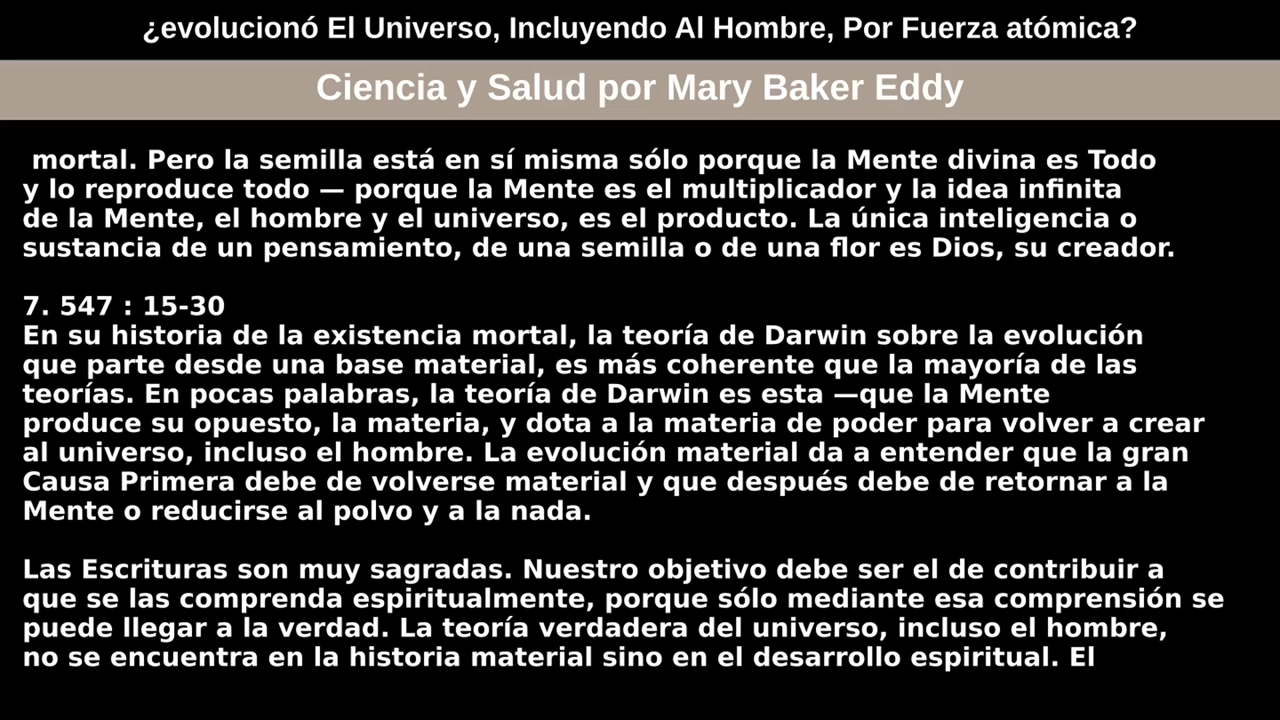 ¿evolucionó El Universo, Incluyendo Al Hombre, Por Fuerza atómica?
Ciencia y Salud por Mary Baker Eddy
mortal. Pero la semilla está en sí misma sólo porque la Mente divina es Todo
y lo reproduce todo — porque la Mente es el multiplicador y la idea infinita
de la Mente, el hombre y el universo, es el producto. La única inteligencia o
sustancia de un pensamiento, de una semilla o de una flor es Dios, su creador.
7. 547 : 15-30
En su historia de la existencia mortal, la teoría de Darwin sobre la evolución
que parte desde una base material, es más coherente que la mayoría de las
teorías. En pocas palabras, la teoría de Darwin es esta —que la Mente
produce su opuesto, la materia, y dota a la materia de poder para volver a crear
al universo, incluso el hombre. La evolución material da a entender que la gran
Causa Primera debe de volverse material y que después debe de retornar a la
Mente o reducirse al polvo y a la nada.
Las Escrituras son muy sagradas. Nuestro objetivo debe ser el de contribuir a
que se las comprenda espiritualmente, porque sólo mediante esa comprensión se
puede llegar a la verdad. La teoría verdadera del universo, incluso el hombre,
no se encuentra en la historia material sino en el desarrollo espiritual. El